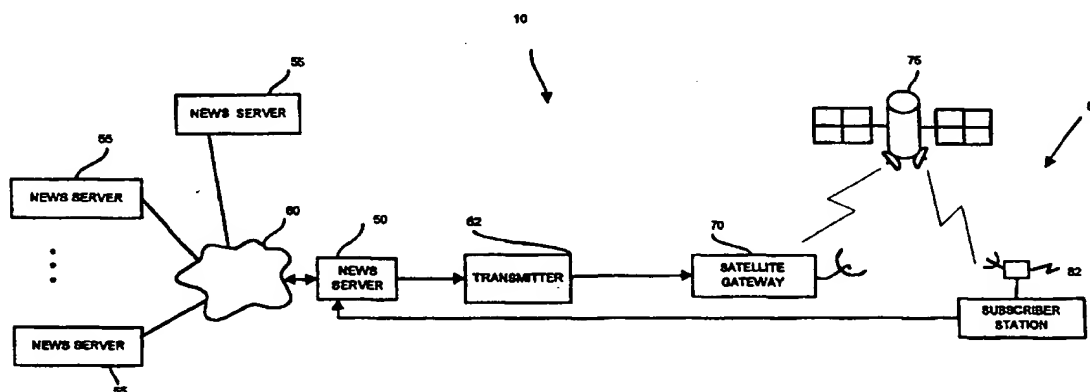 10
55
NEWS SERVER
75
55
NEWS SERVER
60
50
NEWS SERVER
62
TRANSMITTER
70
SATELLITE
GATEWAY
82
SUBSCRIBER
STATION
NEWS SERVER
55